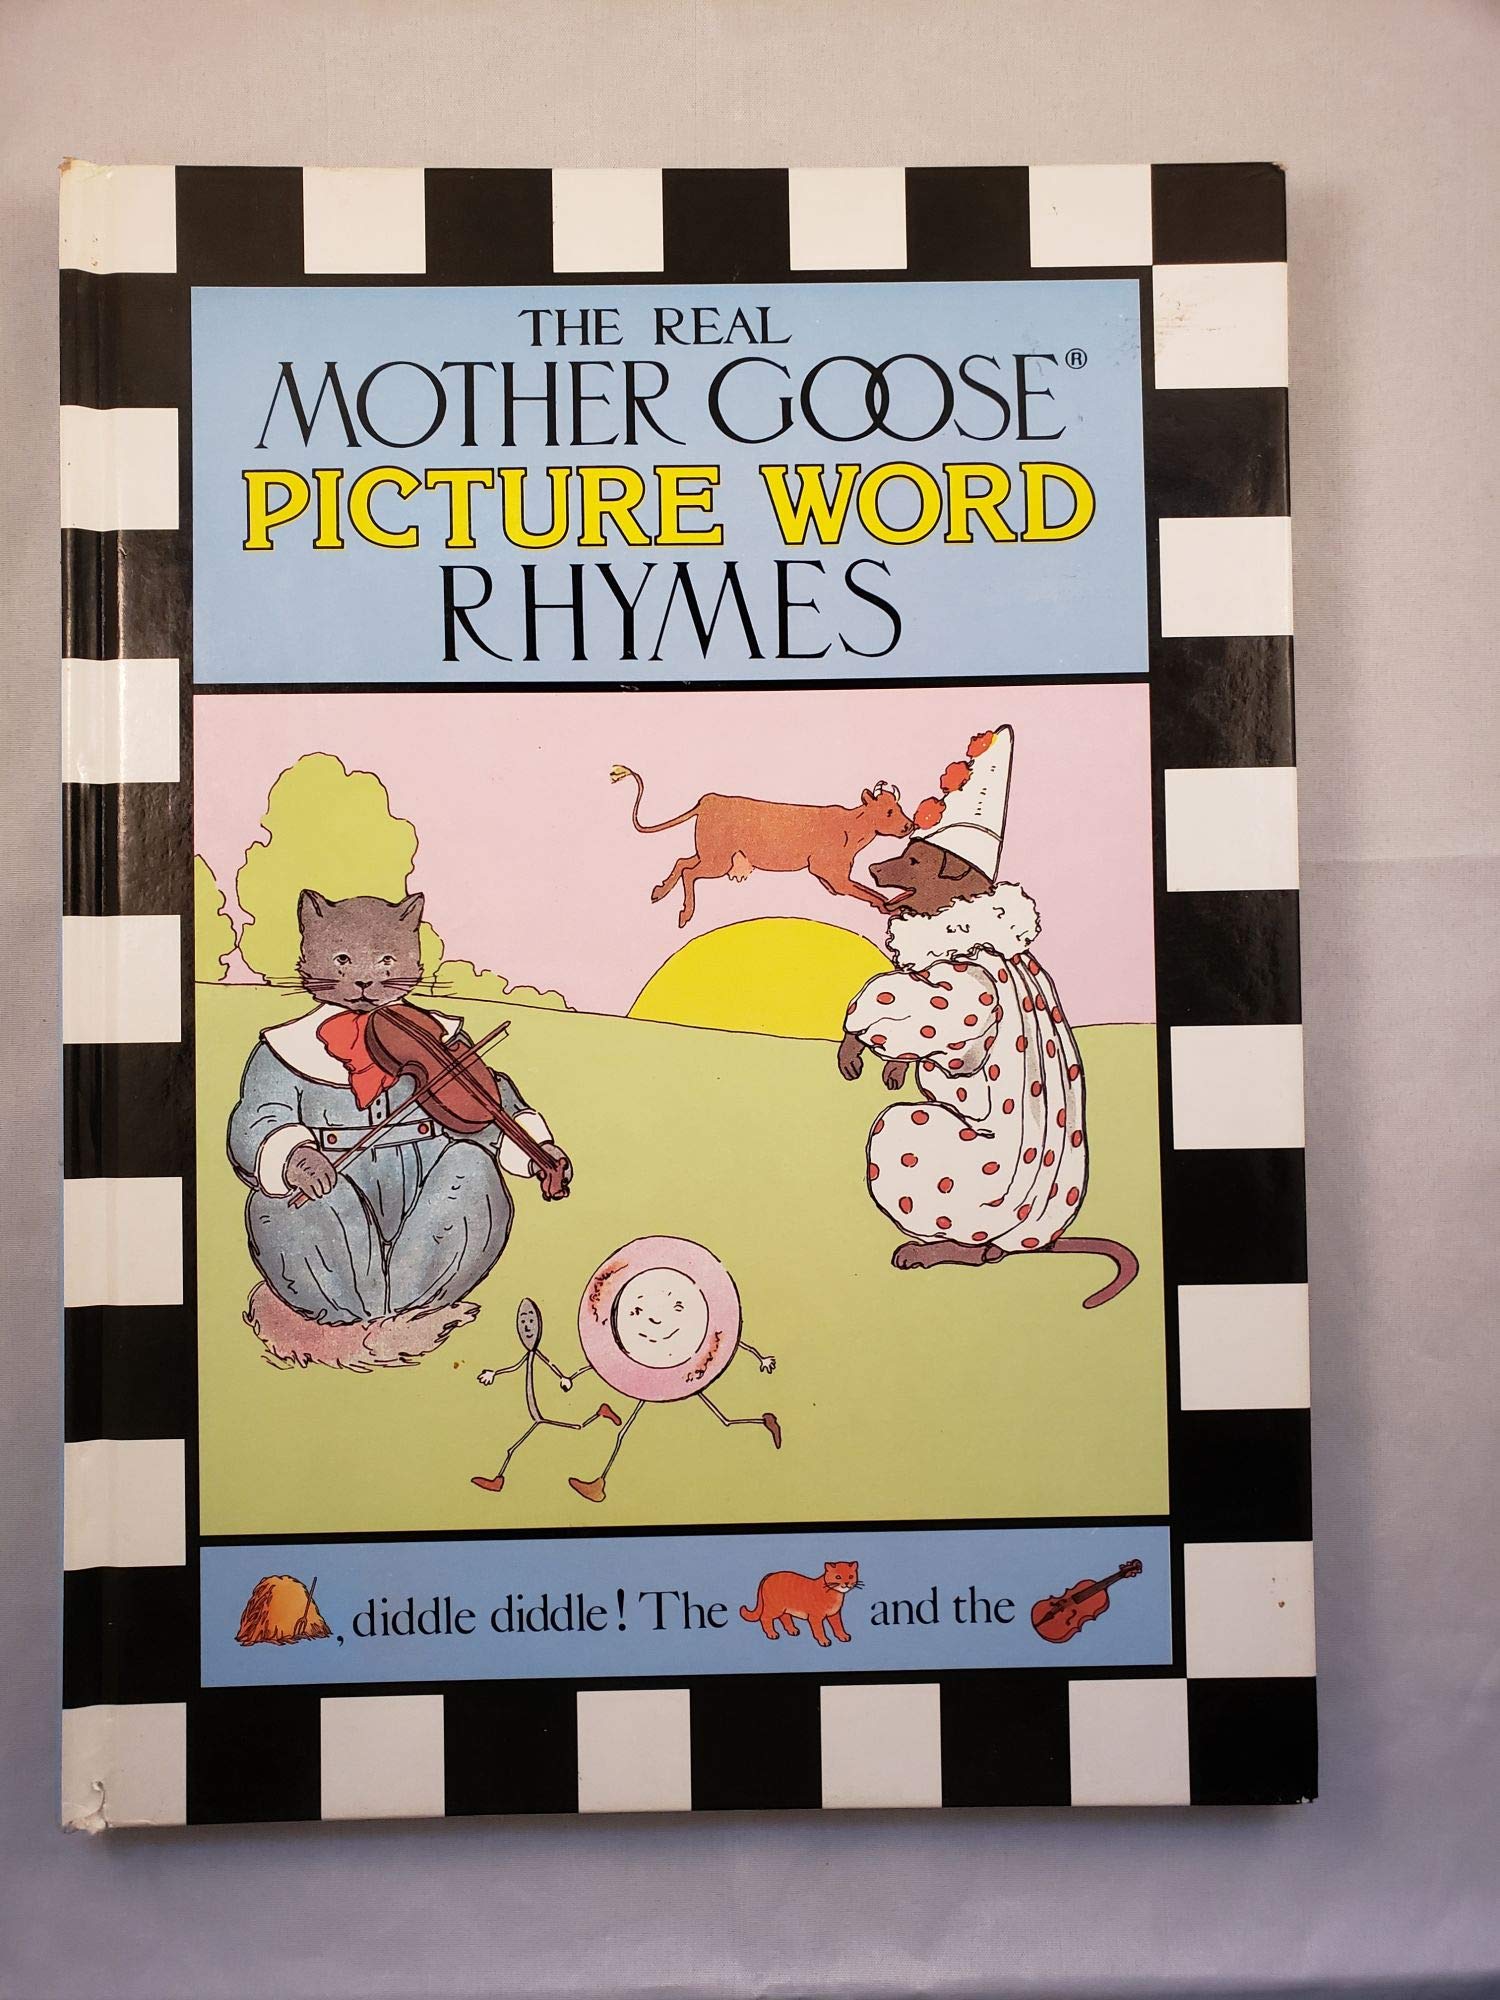 THE REAL
MOTHER GOOSE®
PICTURE WORD
RHYMES
, diddle diddle! The and the